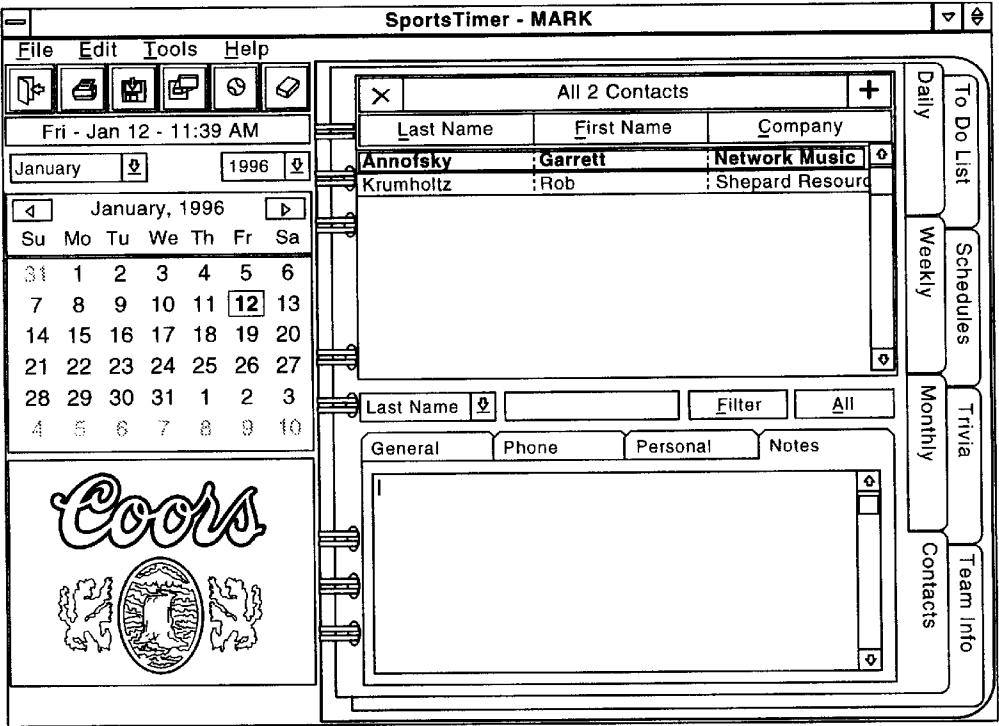 SportsTimer - MARK
File Edit Tools Help
Fri - Jan 12 - 11:39 AM
January 1996
January, 1996
Su Mo Tu We Th Fr Sa
31 1 2 3 4 5 6
7 8 9 10 11 12 13
14 15 16 17 18 19 20
21 22 23 24 25 26 27
28 29 30 31 1 2 3
4 5 6 7 8 9 10
Coors
All 2 Contacts
Last Name First Name Company
Annofsky Garrett Network Music
Krumholtz Rob Shepard Resourc
Last Name Filter All
General Phone Personal Notes
Daily
Weekly
Monthly
Contacts
To Do List
Schedules
Trivia
Team Info